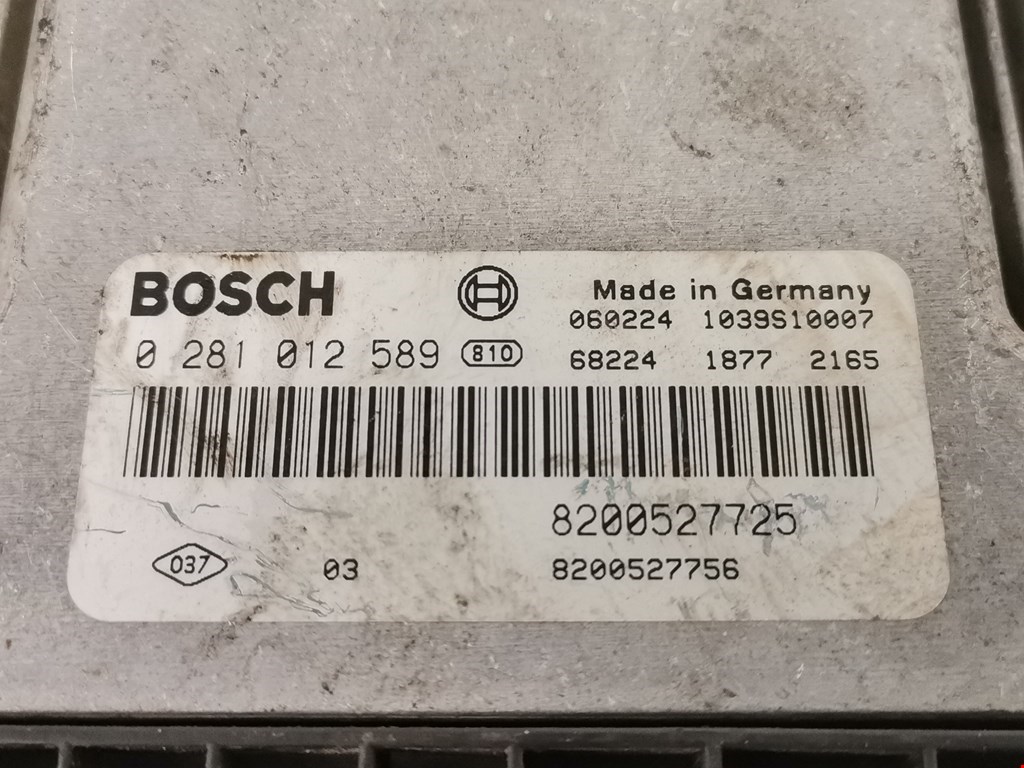 BOSCH
Made in Germany
060224 1039S10007
0 281 012 589 810
68224 1877 2165
8200527725
037 03 8200527756